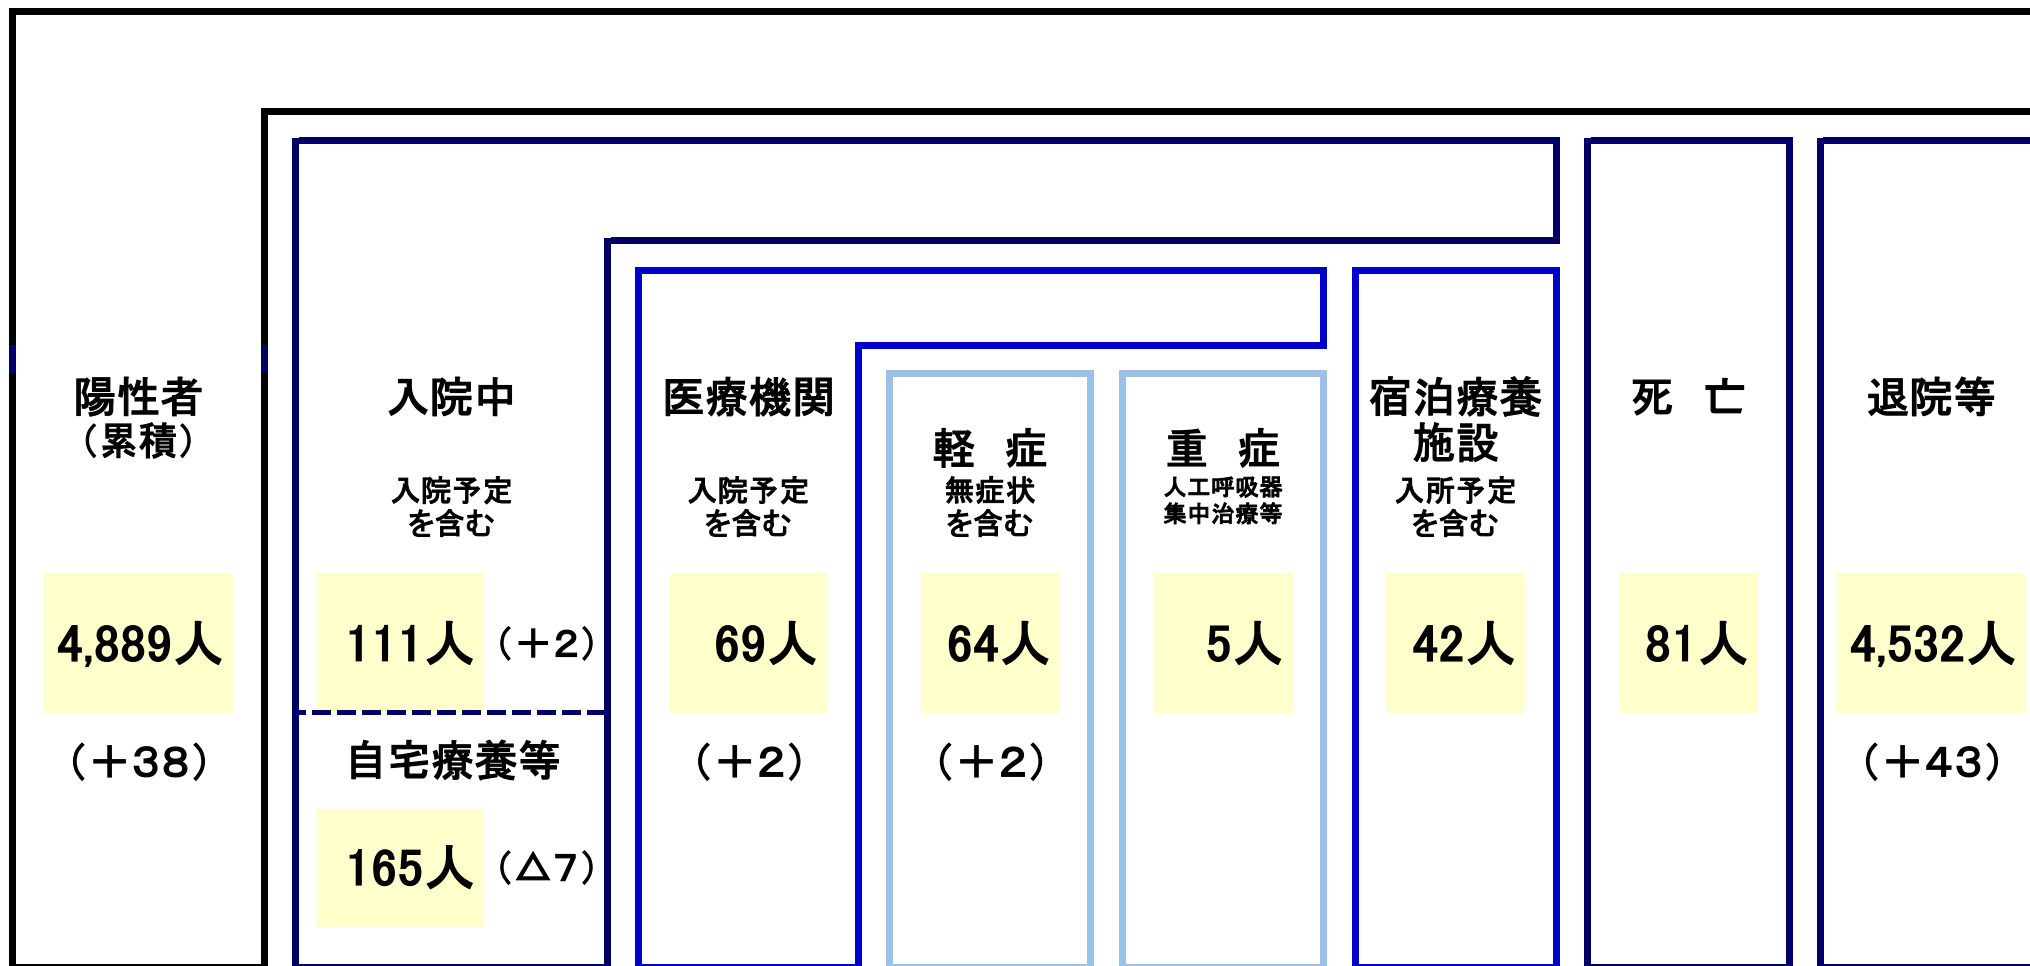 陽性者
（累積）
4,889人
（＋38）
入院中
入院予定
を含む
111人（＋2）
自宅療養等
165人（△7）
医療機関
入院予定
を含む
69人
（＋2）
軽　症
無症状
を含む
64人
（＋2）
重　症
人工呼吸器
集中治療等
5人
宿泊療養
施設
入所予定
を含む
42人
死　亡
81人
退院等
4,532人
（＋43）